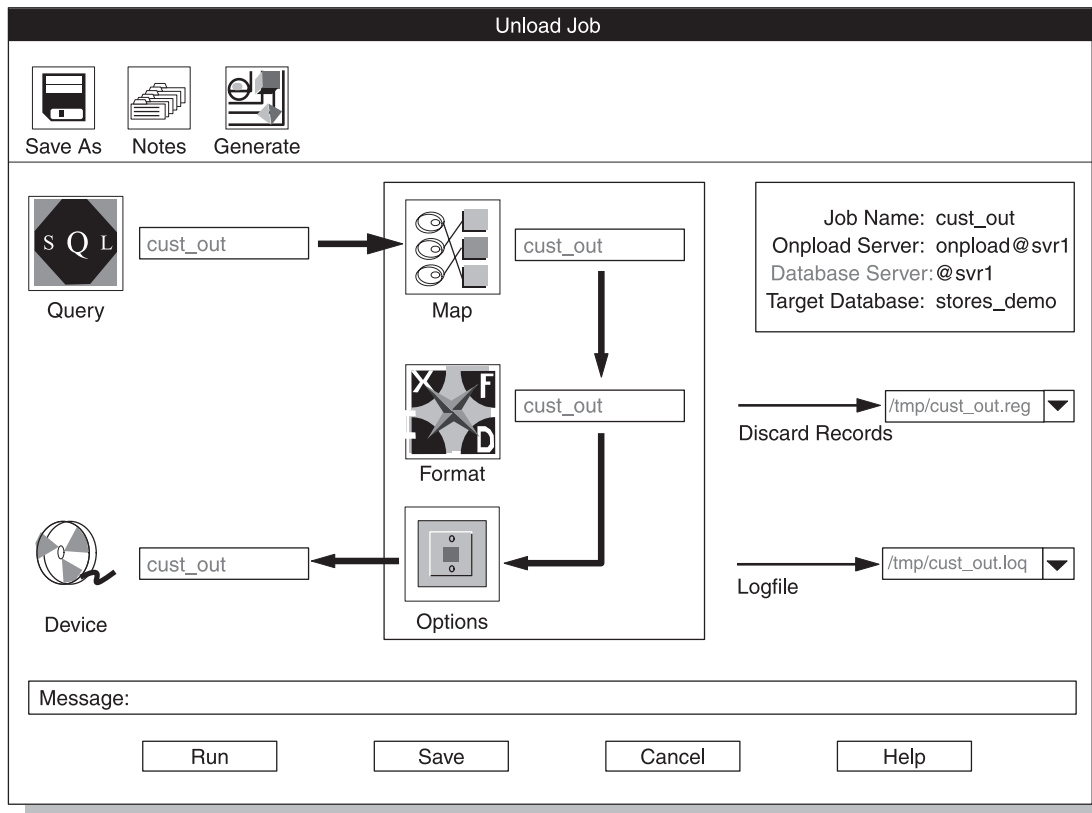 Unload Job
Save As
Notes
Generate
S Q L
Query
cust_out
Map
cust_out
Job Name: cust_out
Onpload Server: onpload@svr1
Database Server:@svr1
Target Database: stores_demo
X F D
Format
cust_out
/tmp/cust_out.reg
Discard Records
Device
cust_out
Options
/tmp/cust_out.loq
Logfile
Message:
Run
Save
Cancel
Help